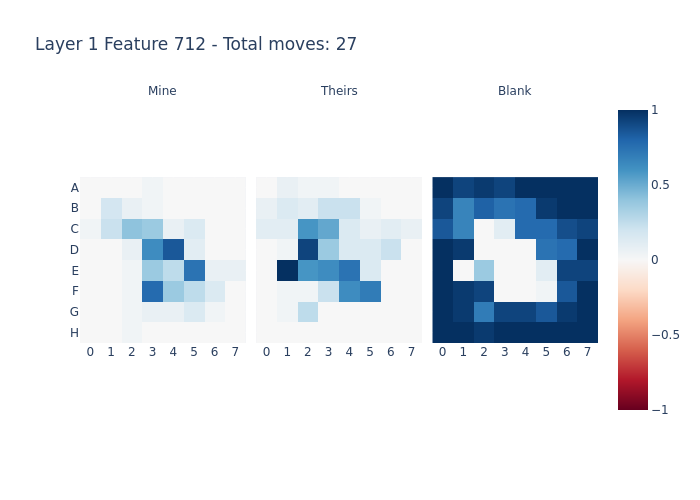 Layer 1 Feature 712 - Total moves: 27
Mine
Theirs
Blank
A
B
C
D
E
F
G
H
0 1 2 3 4 5 6 7
0 1 2 3 4 5 6 7
0 1 2 3 4 5 6 7
1
0.5
0
−0.5
−1